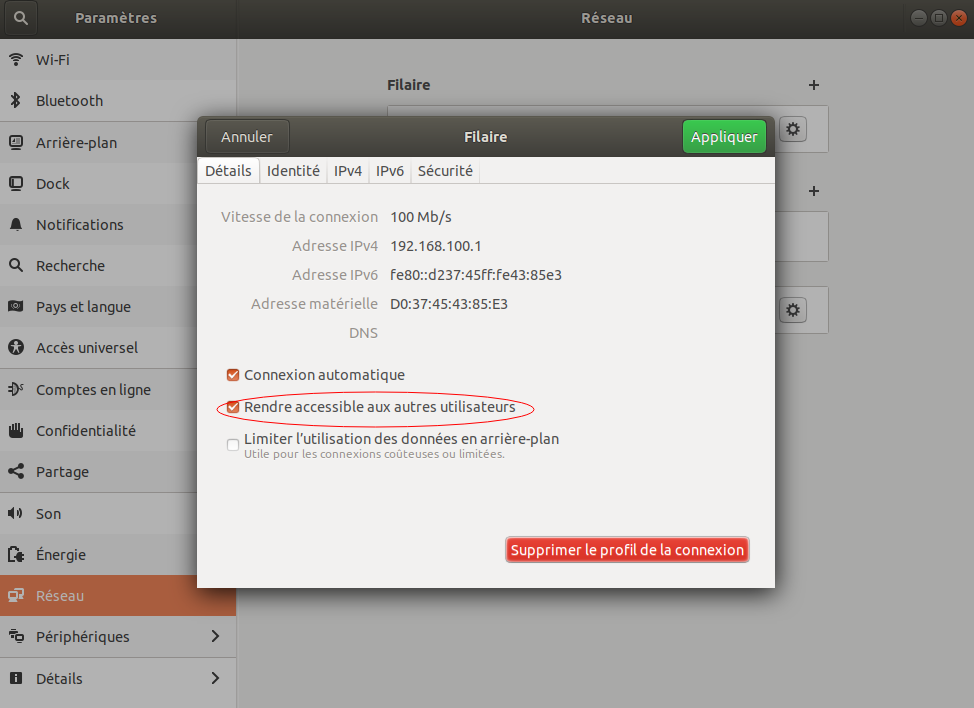 Paramètres
Réseau
Wi-Fi
Bluetooth
Arrière-plan
Dock
Notifications
Recherche
Pays et langue
Accès universel
Comptes en ligne
Confidentialité
Partage
Son
Énergie
Réseau
Périphériques
Détails
Filaire
Annuler
Filaire
Appliquer
Détails
Identité
IPv4
IPv6
Sécurité
Vitesse de la connexion 100 Mb/s
Adresse IPv4 192.168.100.1
Adresse IPv6 fe80::d237:45ff:fe43:85e3
Adresse matérielle D0:37:45:43:85:E3
DNS
Connexion automatique
Rendre accessible aux autres utilisateurs
Limiter l’utilisation des données en arrière-plan
Utile pour les connexions coûteuses ou limitées.
Supprimer le profil de la connexion